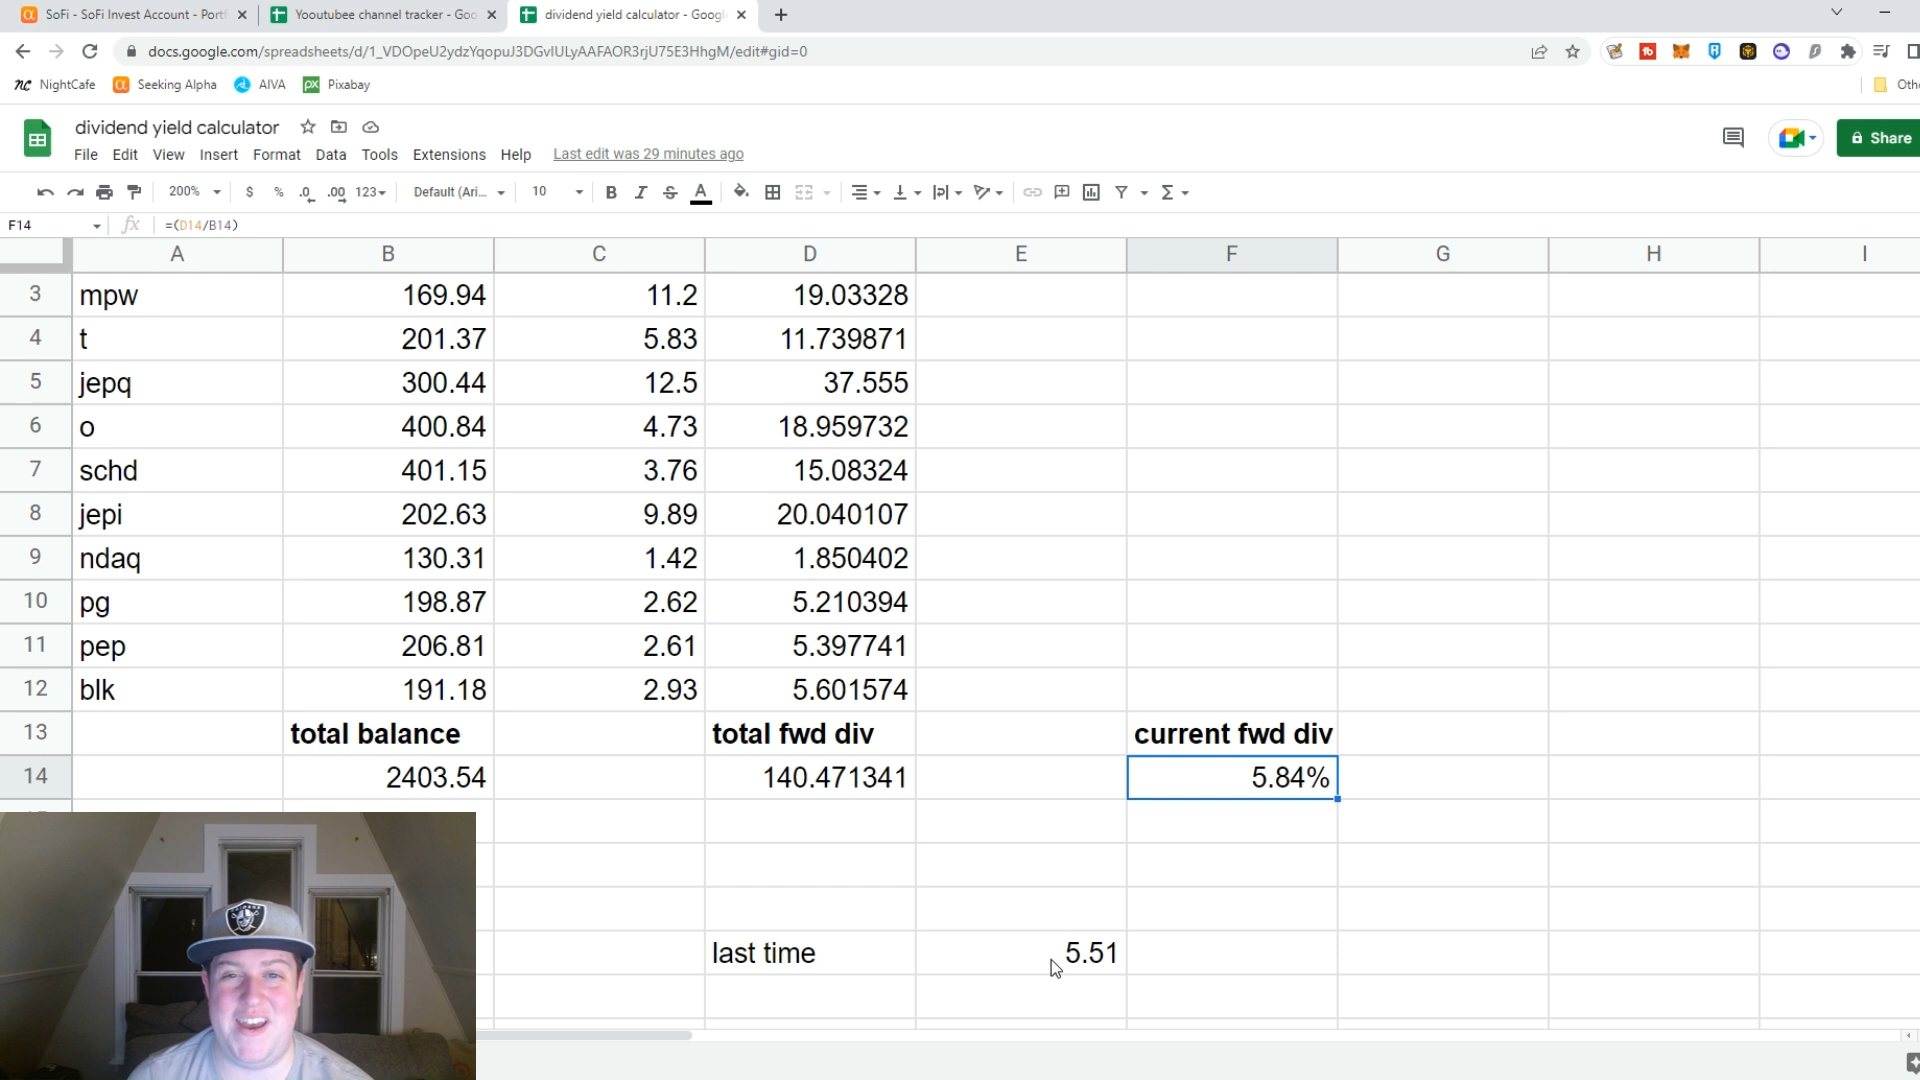 SoFi - SoFi Invest Account - Portf
Yooutubee channel tracker - Goo
dividend yield calculator - Googl
docs.google.com/spreadsheets/d/1_VDOpeU2ydzYqopuJ3DGvIULyAAFAOR3rjU75E3HhgM/edit#gid=0
NightCafe Seeking Alpha AIVA Pixabay Othe
dividend yield calculator
File Edit View Insert Format Data Tools Extensions Help Last edit was 29 minutes ago
Share
200% $ % .0 .00 123 Default (Ari... 10 B I S A
F14 fx =(D14/B14)
A B C D E F G H I
3 mpw 169.94 11.2 19.03328
4 t 201.37 5.83 11.739871
5 jepq 300.44 12.5 37.555
6 o 400.84 4.73 18.959732
7 schd 401.15 3.76 15.08324
8 jepi 202.63 9.89 20.040107
9 ndaq 130.31 1.42 1.850402
10 pg 198.87 2.62 5.210394
11 pep 206.81 2.61 5.397741
12 blk 191.18 2.93 5.601574
13 total balance total fwd div current fwd div
14 2403.54 140.471341 5.84%
last time 5.51